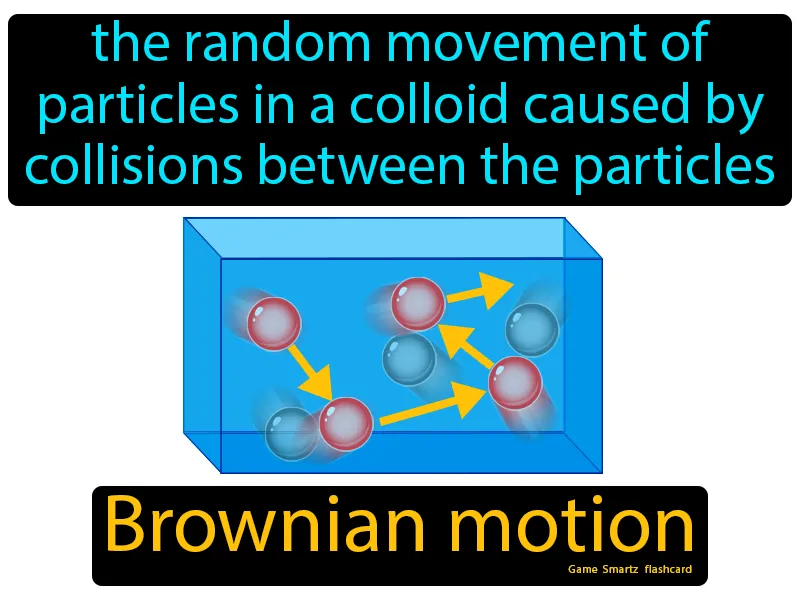 the random movement of
particles in a colloid caused by
collisions between the particles
Brownian motion
Game Smartz flashcard